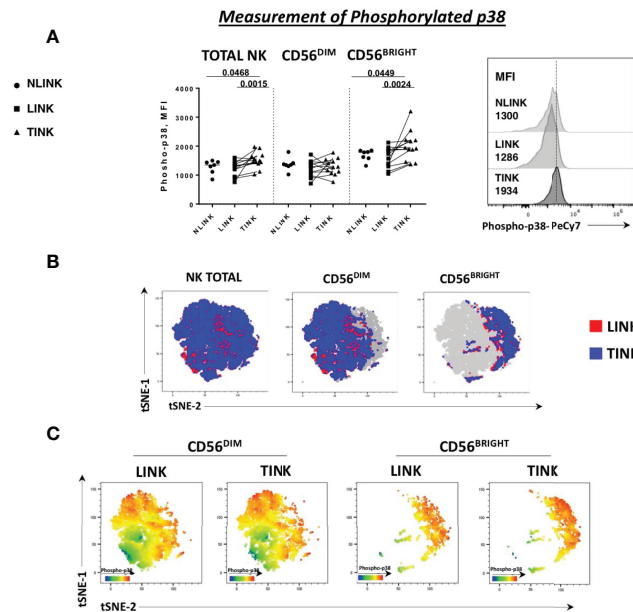 Measurement of Phosphorylated p38
A
NLINK
LINK
TINK
TOTAL NK CD56DIM CD56BRIGHT
0.0468 0.0449
0.0015 0.0024
Phosho-p38, MFI
4000
3000
2000
1000
0
NLINK LINK TINK NLINK LINK TINK NLINK LINK TINK
MFI
NLINK
1300
LINK
1286
TINK
1934
Phospho-p38-PeCy7
B
NK TOTAL CD56DIM CD56BRIGHT
tSNE-1
tSNE-2
LINK
TINK
C
CD56DIM CD56BRIGHT
LINK TINK LINK TINK
tSNE-1
Phospho-p38 Phospho-p38 Phospho-p38 Phospho-p38
tSNE-2